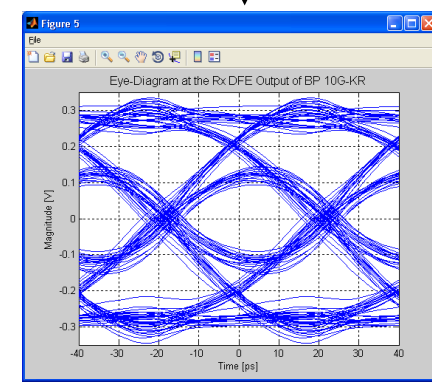 Figure 5
File
Eye-Diagram at the Rx DFE Output of BP 10G-KR
0.3
0.2
0.1
0
-0.1
-0.2
-0.3
Magnitude [V]
-40 -30 -20 -10 0 10 20 30 40
Time [ps]